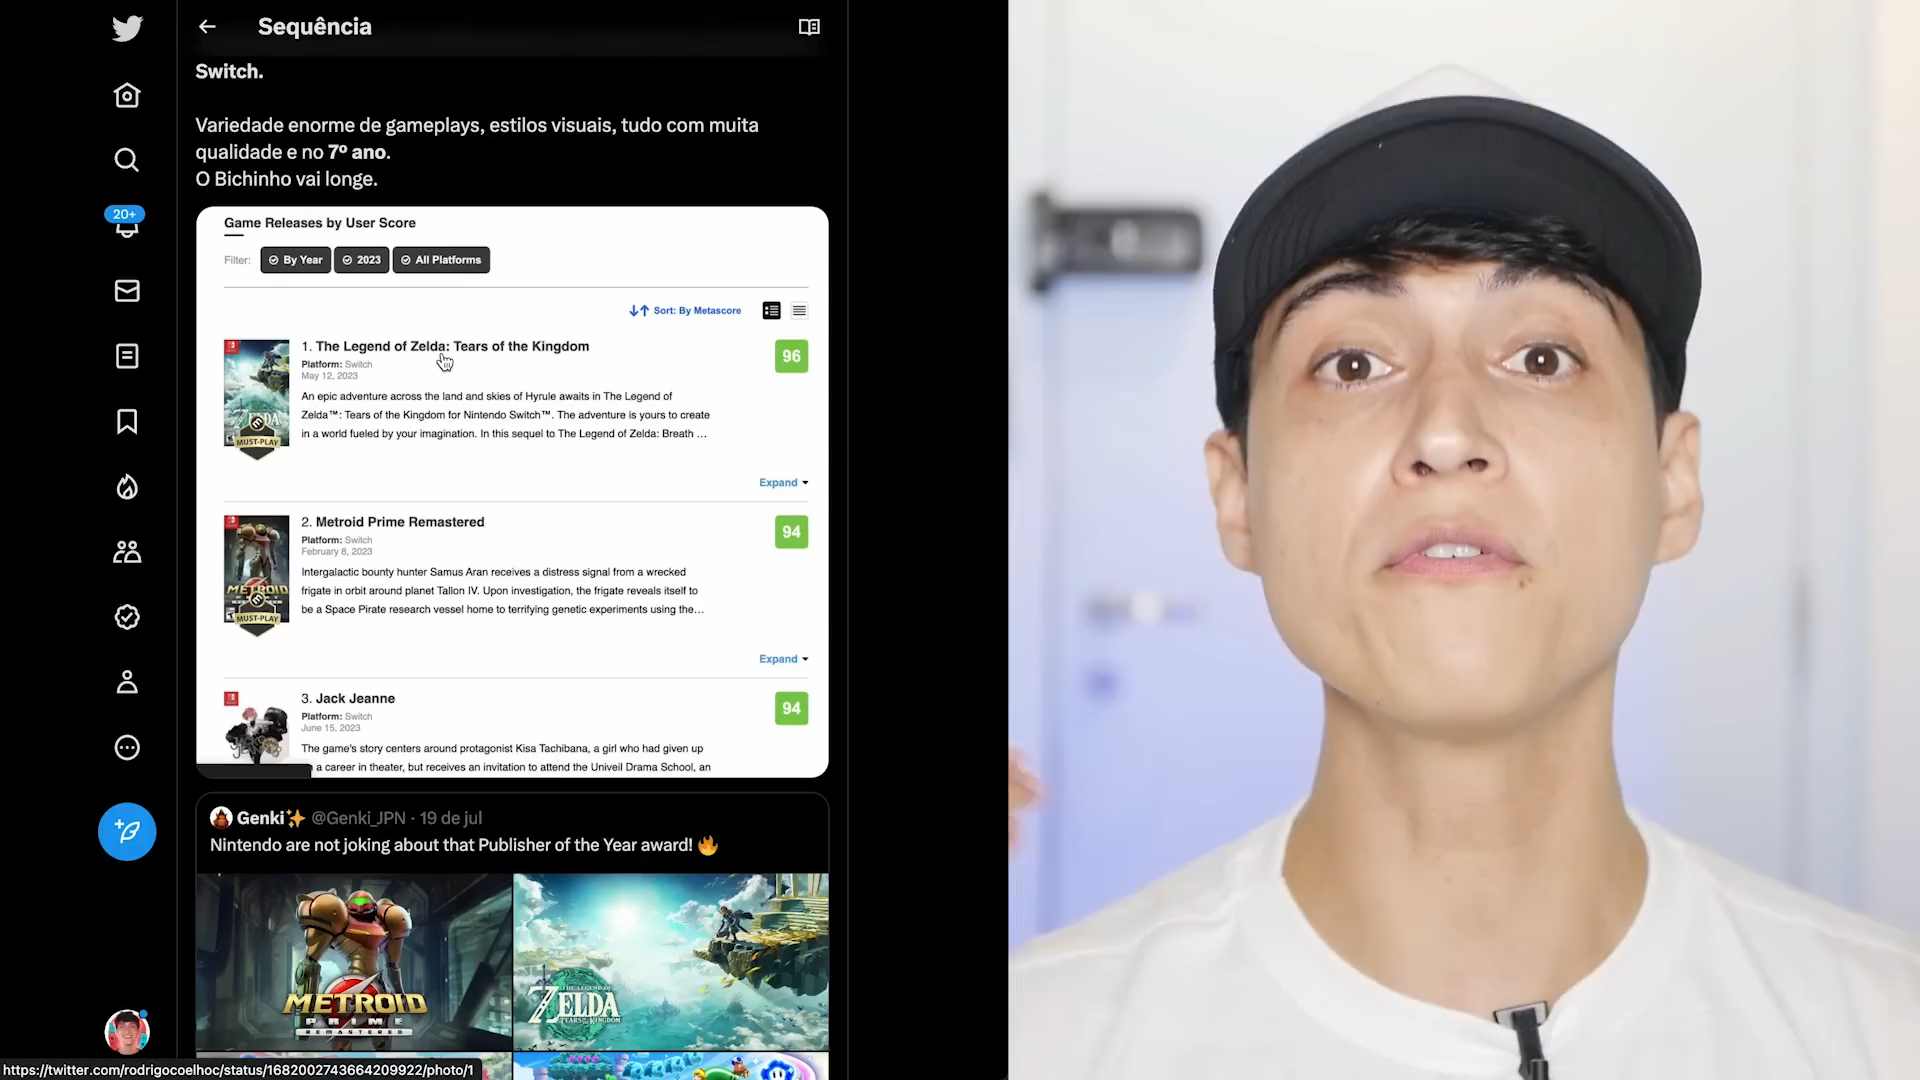 Sequência
Switch.
Variedade enorme de gameplays, estilos visuais, tudo com muita
qualidade e no 7º ano.
O Bichinho vai longe.
20+
Game Releases by User Score
Filter: By Year 2023 All Platforms
Sort: By Metascore
1. The Legend of Zelda: Tears of the Kingdom
96
Platform: Switch
May 12, 2023
An epic adventure across the land and skies of Hyrule awaits in The Legend of
Zelda™: Tears of the Kingdom for Nintendo Switch™. The adventure is yours to create
in a world fueled by your imagination. In this sequel to The Legend of Zelda: Breath ...
ZELDA
MUST-PLAY
Expand
2. Metroid Prime Remastered
94
Platform: Switch
February 8, 2023
Intergalactic bounty hunter Samus Aran receives a distress signal from a wrecked
frigate in orbit around planet Tallon IV. Upon investigation, the frigate reveals itself to
be a Space Pirate research vessel home to terrifying genetic experiments using the...
METROID
MUST-PLAY
Expand
3. Jack Jeanne
94
Platform: Switch
June 15, 2023
The game's story centers around protagonist Kisa Tachibana, a girl who had given up
a career in theater, but receives an invitation to attend the Univeil Drama School, an
Genki✨ @Genki_JPN · 19 de jul
Nintendo are not joking about that Publisher of the Year award! 🔥
METROID
PRIME
REMASTERED
THE LEGEND OF
ZELDA
TEARS OF THE KINGDOM
https://twitter.com/rodrigocoelhoc/status/1682002743664209922/photo/1